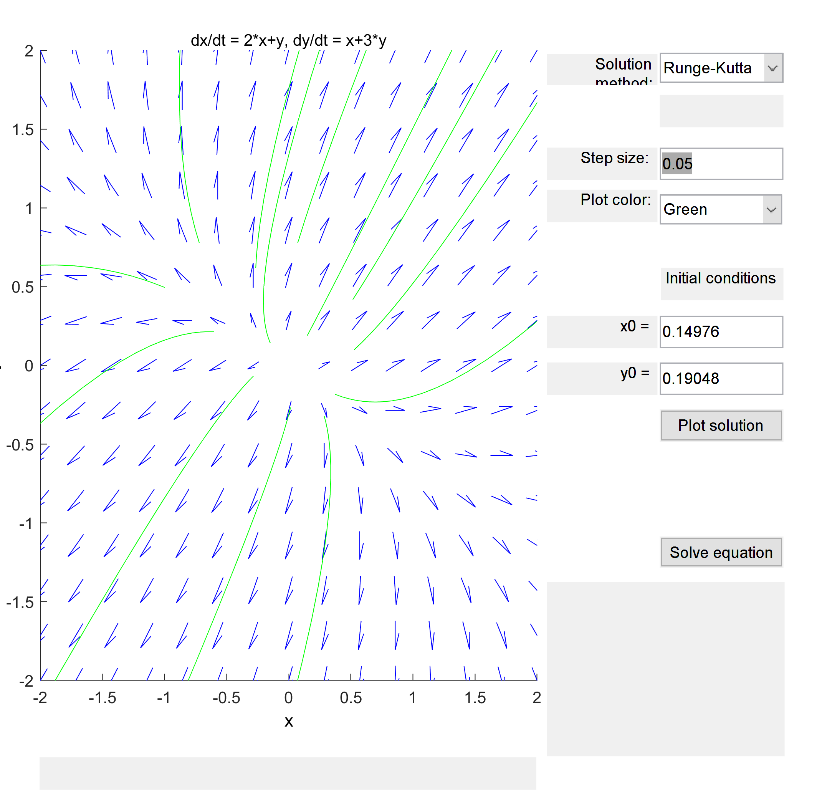 dx/dt = 2*x+y, dy/dt = x+3*y
2
1.5
1
0.5
0
-0.5
-1
-1.5
-2
-2 -1.5 -1 -0.5 0 0.5 1 1.5 2
x
Solution
method:
Runge-Kutta
Step size:
0.05
Plot color:
Green
Initial conditions
x0 =
0.14976
y0 =
0.19048
Plot solution
Solve equation